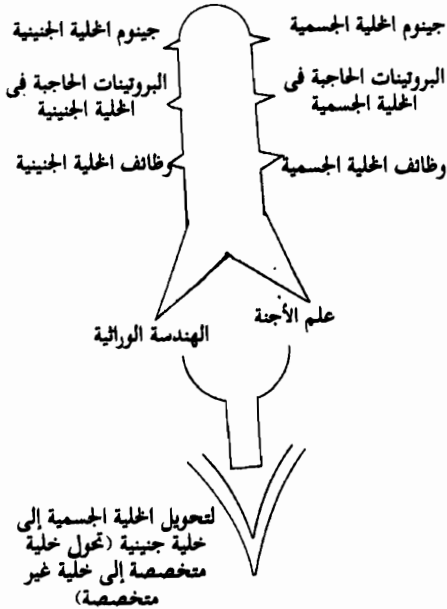 جينوم الخلية الجسمية
جينوم الخلية الجنينية
البروتينات الحاجبة فى
الخلية الجسمية
البروتينات الحاجبة فى
الخلية الجنينية
وظائف الخلية الجسمية
وظائف الخلية الجنينية
علم الأجنة
الهندسة الوراثية
لتحويل الخلية الجسمية إلى
خلية جنينية (تحول خلية
متخصصة إلى خلية غير
متخصصة)